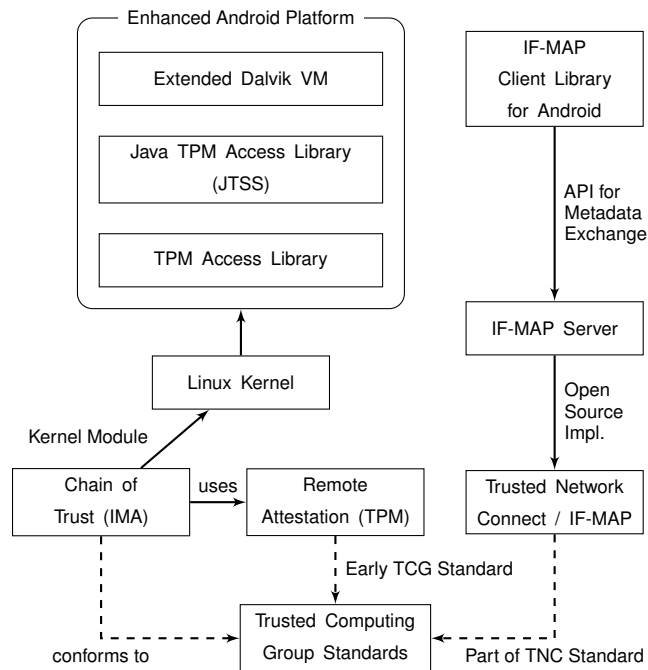 Enhanced Android Platform
Extended Dalvik VM
Java TPM Access Library
(JTSS)
TPM Access Library
IF-MAP
Client Library
for Android
API for
Metadata
Exchange
IF-MAP Server
Linux Kernel
Open
Source
Impl.
Kernel Module
Chain of
Trust (IMA)
uses
Remote
Attestation (TPM)
Trusted Network
Connect / IF-MAP
Early TCG Standard
Trusted Computing
Group Standards
conforms to
Part of TNC Standard